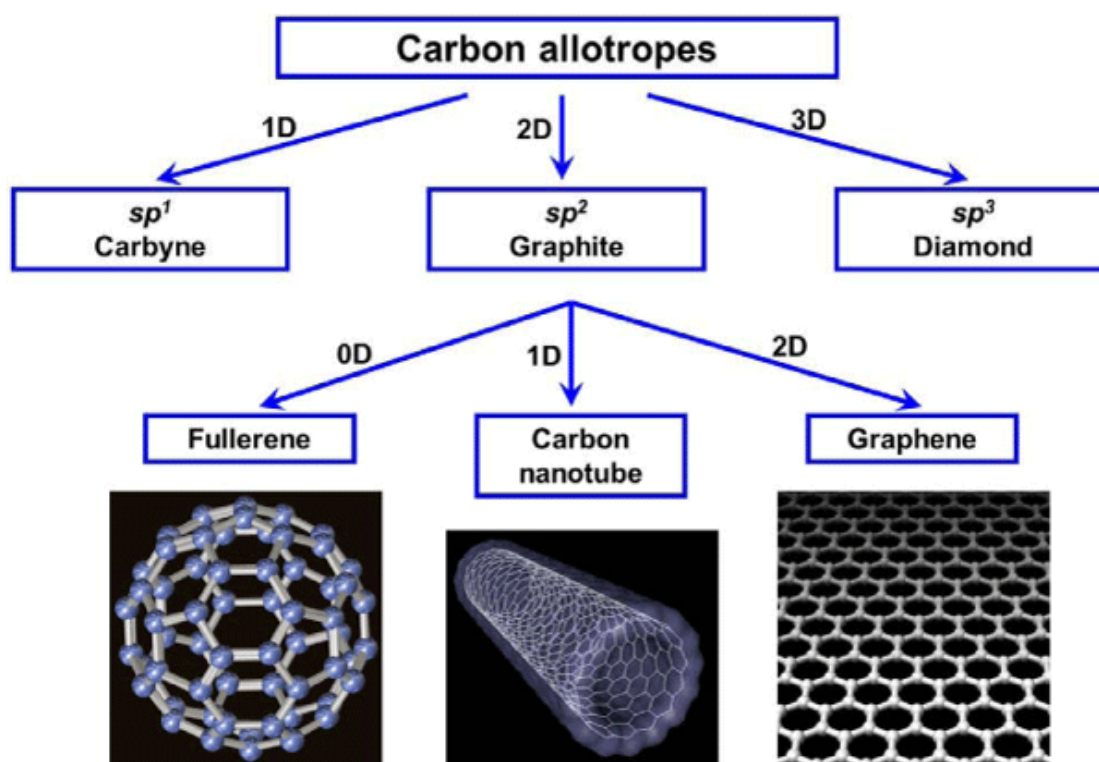 Carbon allotropes
1D
2D
3D
sp¹
Carbyne
sp²
Graphite
sp³
Diamond
0D
1D
2D
Fullerene
Carbon
nanotube
Graphene